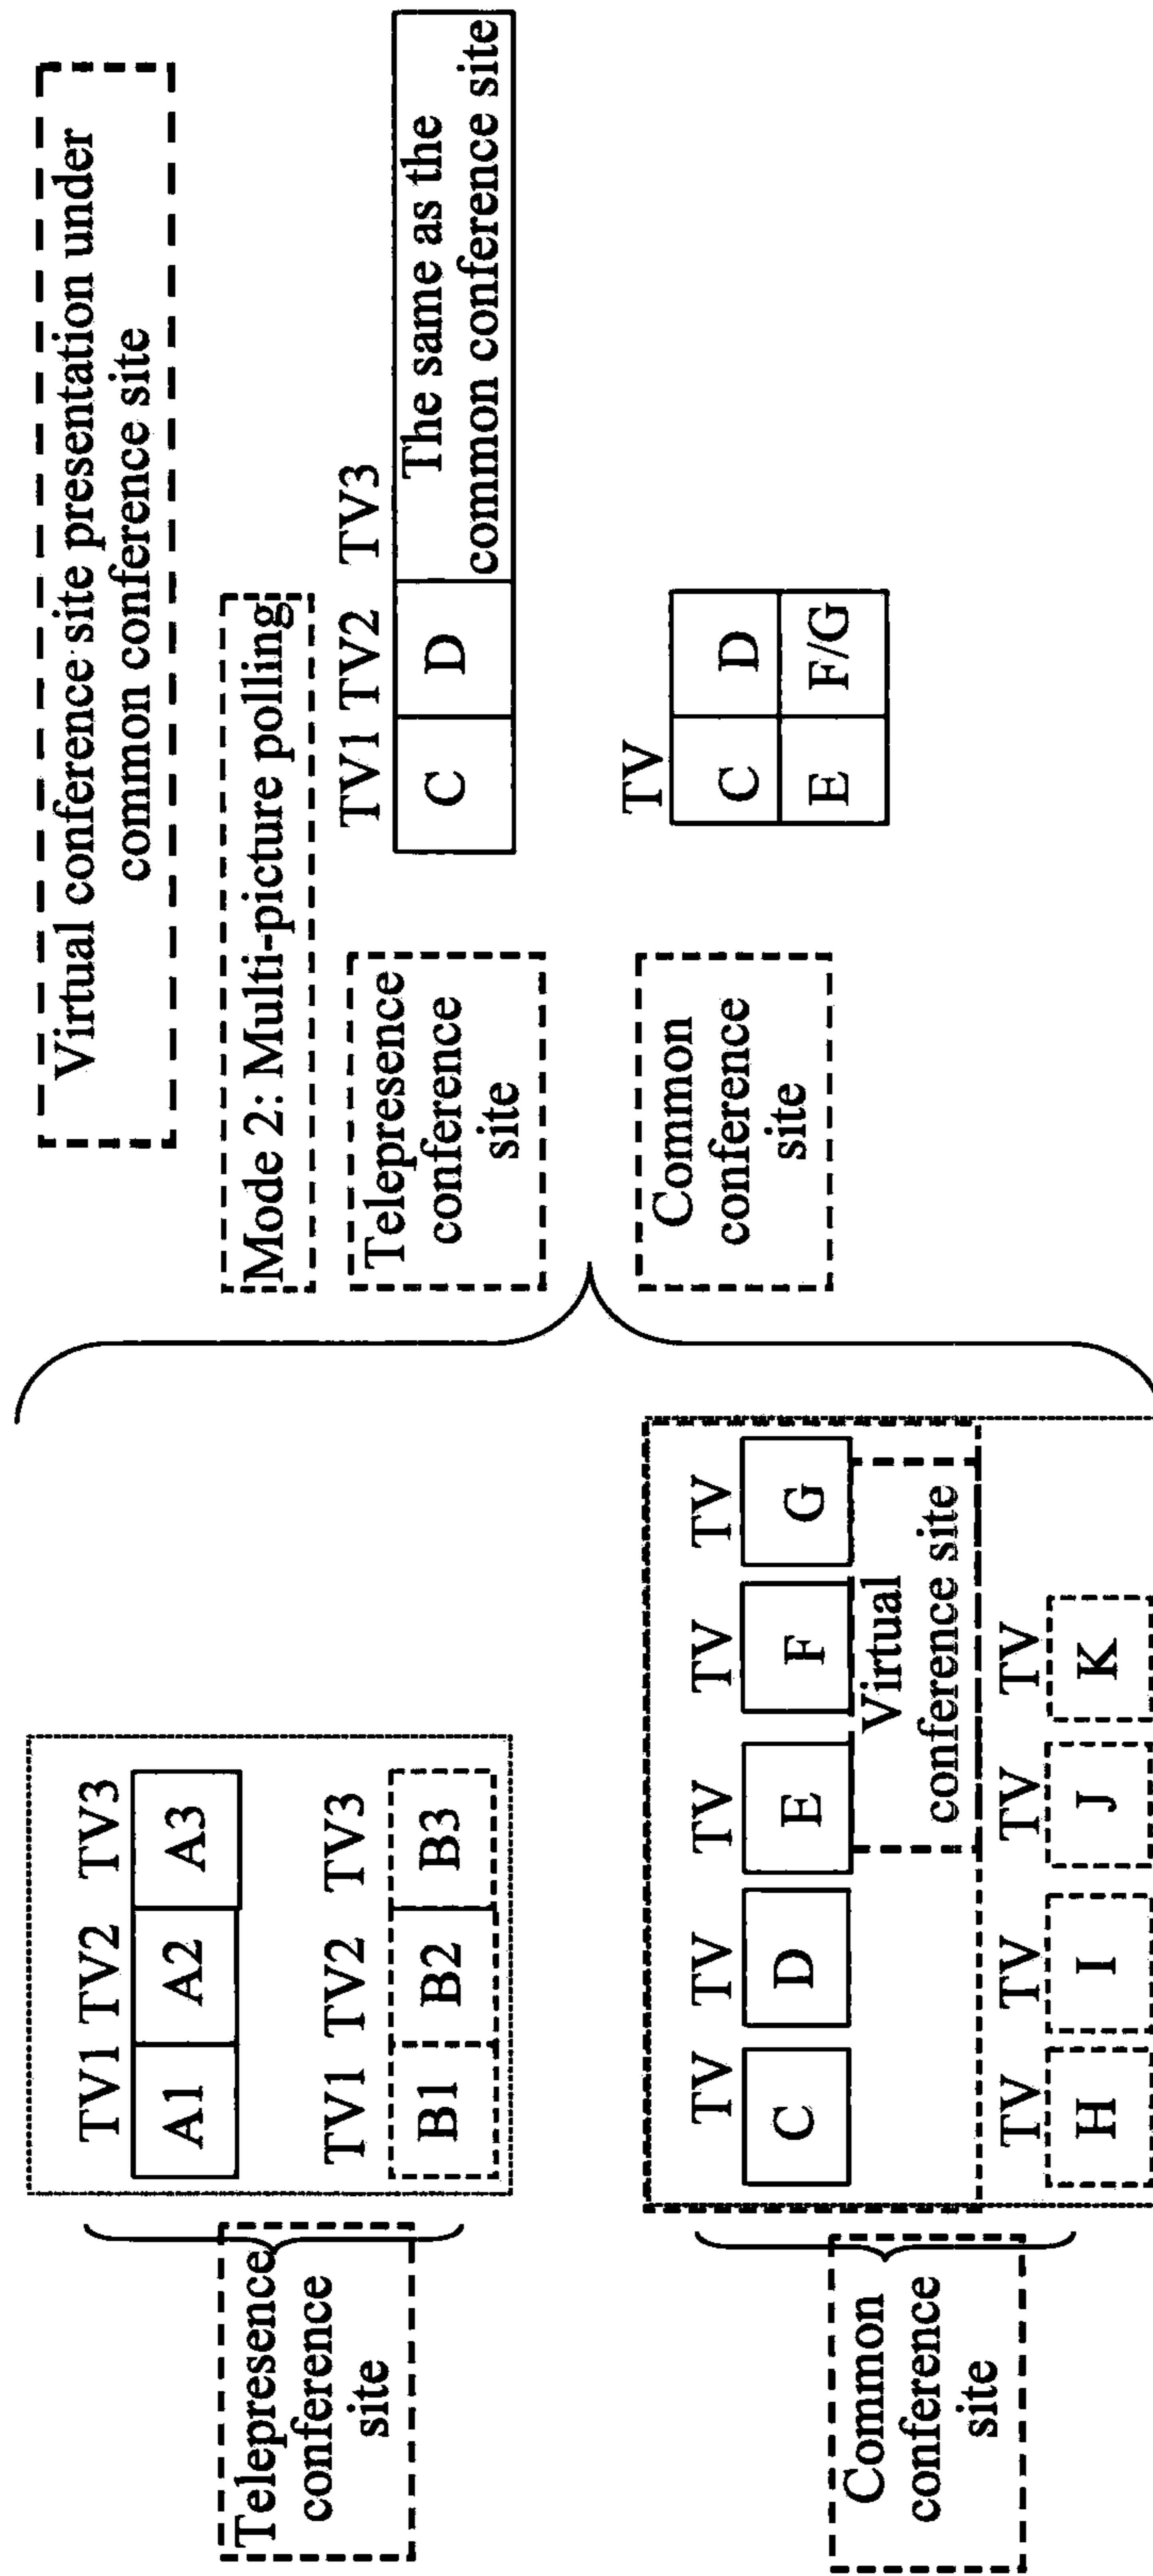 Virtual conference site presentation under
common conference site
Telepresence
conference
site
TV1 TV2 TV3
A1 A2 A3
TV1 TV2 TV3
B1 B2 B3
Common
conference
site
TV TV TV TV TV
C D E F G
Virtual
conference site
TV TV TV TV
H I J K
Mode 2: Multi-picture polling
Telepresence
conference
site
TV1 TV2 TV3
C D
The same as the
common conference site
Common
conference
site
TV
C D
E F/G